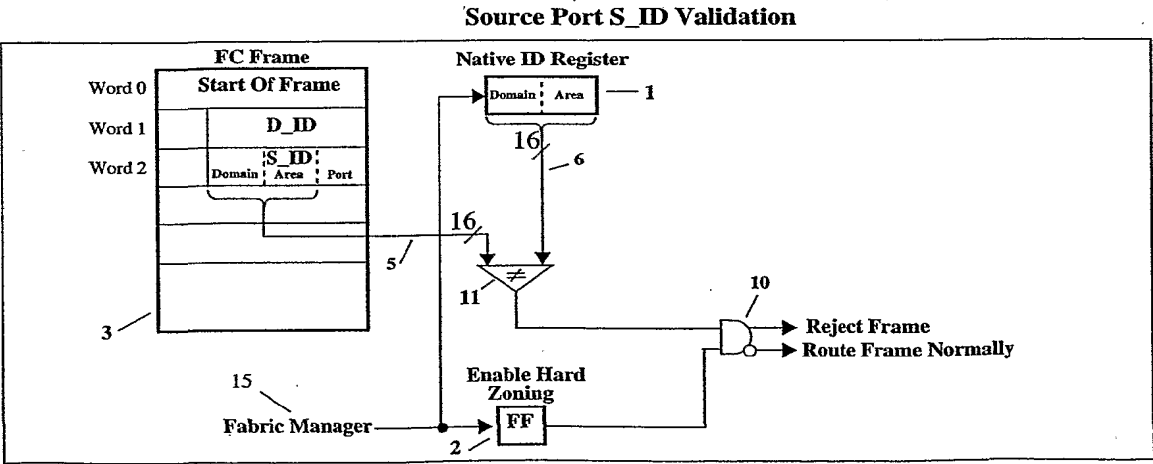 Source Port S_ID Validation
FC Frame
Native ID Register
Word 0
Start Of Frame
Domain
Area
1
Word 1
D_ID
16
6
Word 2
S_ID
Domain
Area
Port
16
5
≠
11
10
3
Reject Frame
Route Frame Normally
Enable Hard
Zoning
15
FF
Fabric Manager
2